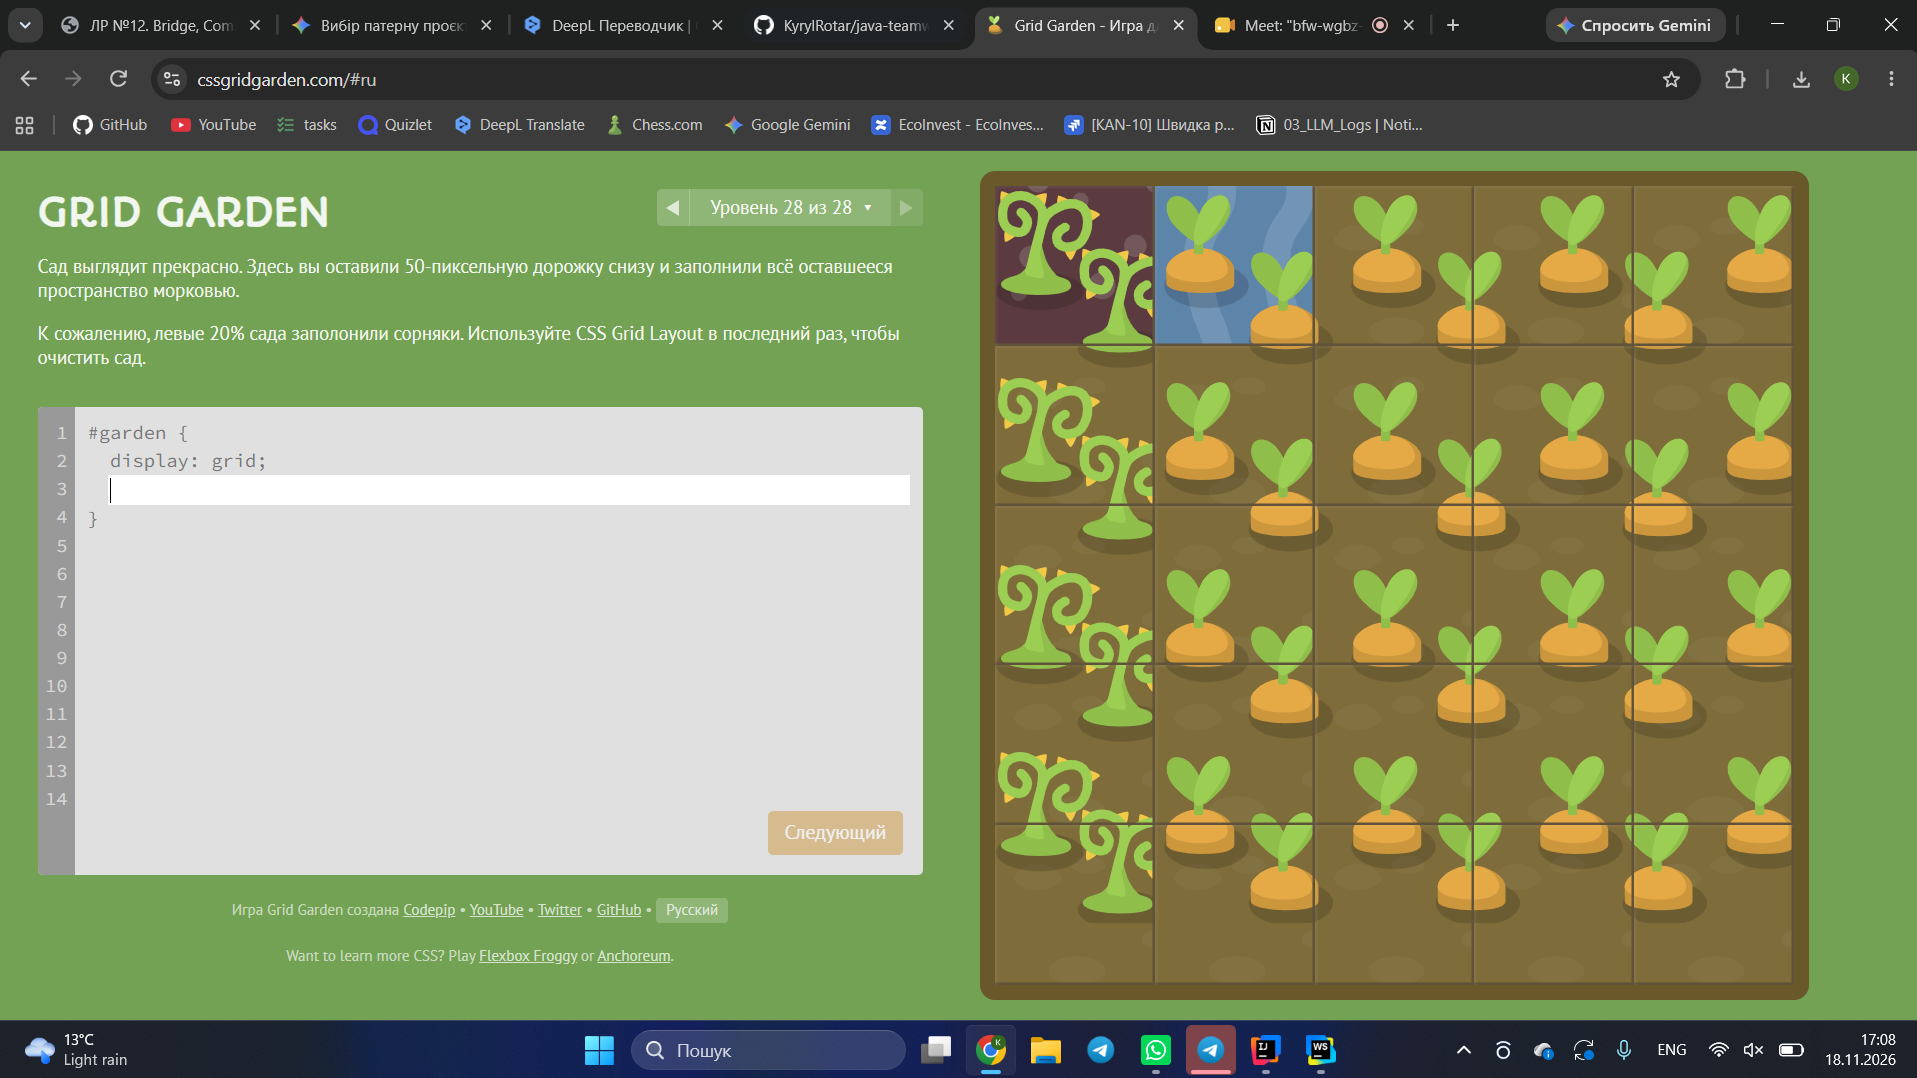 ЛР №12. Bridge, Com
Вибір патерну проєкт
DeepL Переводчик |
KyrylRotar/java-teamw
Grid Garden - Игра д
Meet: "bfw-wgbz-
Спросить Gemini
cssgridgarden.com/#ru
K
GitHub
YouTube
tasks
Quizlet
DeepL Translate
Chess.com
Google Gemini
EcoInvest - EcoInves...
[KAN-10] Швидка р...
03_LLM_Logs | Noti...
GRID GARDEN
Уровень 28 из 28
Сад выглядит прекрасно. Здесь вы оставили 50-пиксельную дорожку снизу и заполнили всё оставшееся
пространство морковью.
К сожалению, левые 20% сада заполонили сорняки. Используйте CSS Grid Layout в последний раз, чтобы
очистить сад.
1 #garden {
2 display: grid;
3
4 }
5
6
7
8
9
10
11
12
13
14
Следующий
Игра Grid Garden создана Codepip • YouTube • Twitter • GitHub • Русский
Want to learn more CSS? Play Flexbox Froggy or Anchoreum.
13°C
Light rain
Пошук
ENG
17:08
18.11.2026